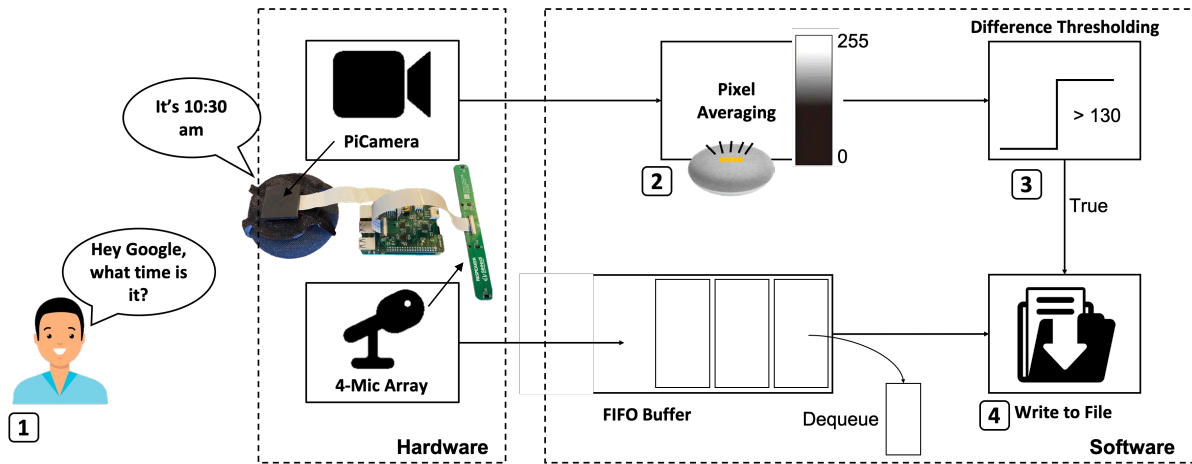 It's 10:30
am
Hey Google,
what time is
it?
1
PiCamera
4-Mic Array
Hardware
Pixel
Averaging
255
0
2
Difference Thresholding
> 130
3
True
FIFO Buffer
Dequeue
4
Write to File
Software